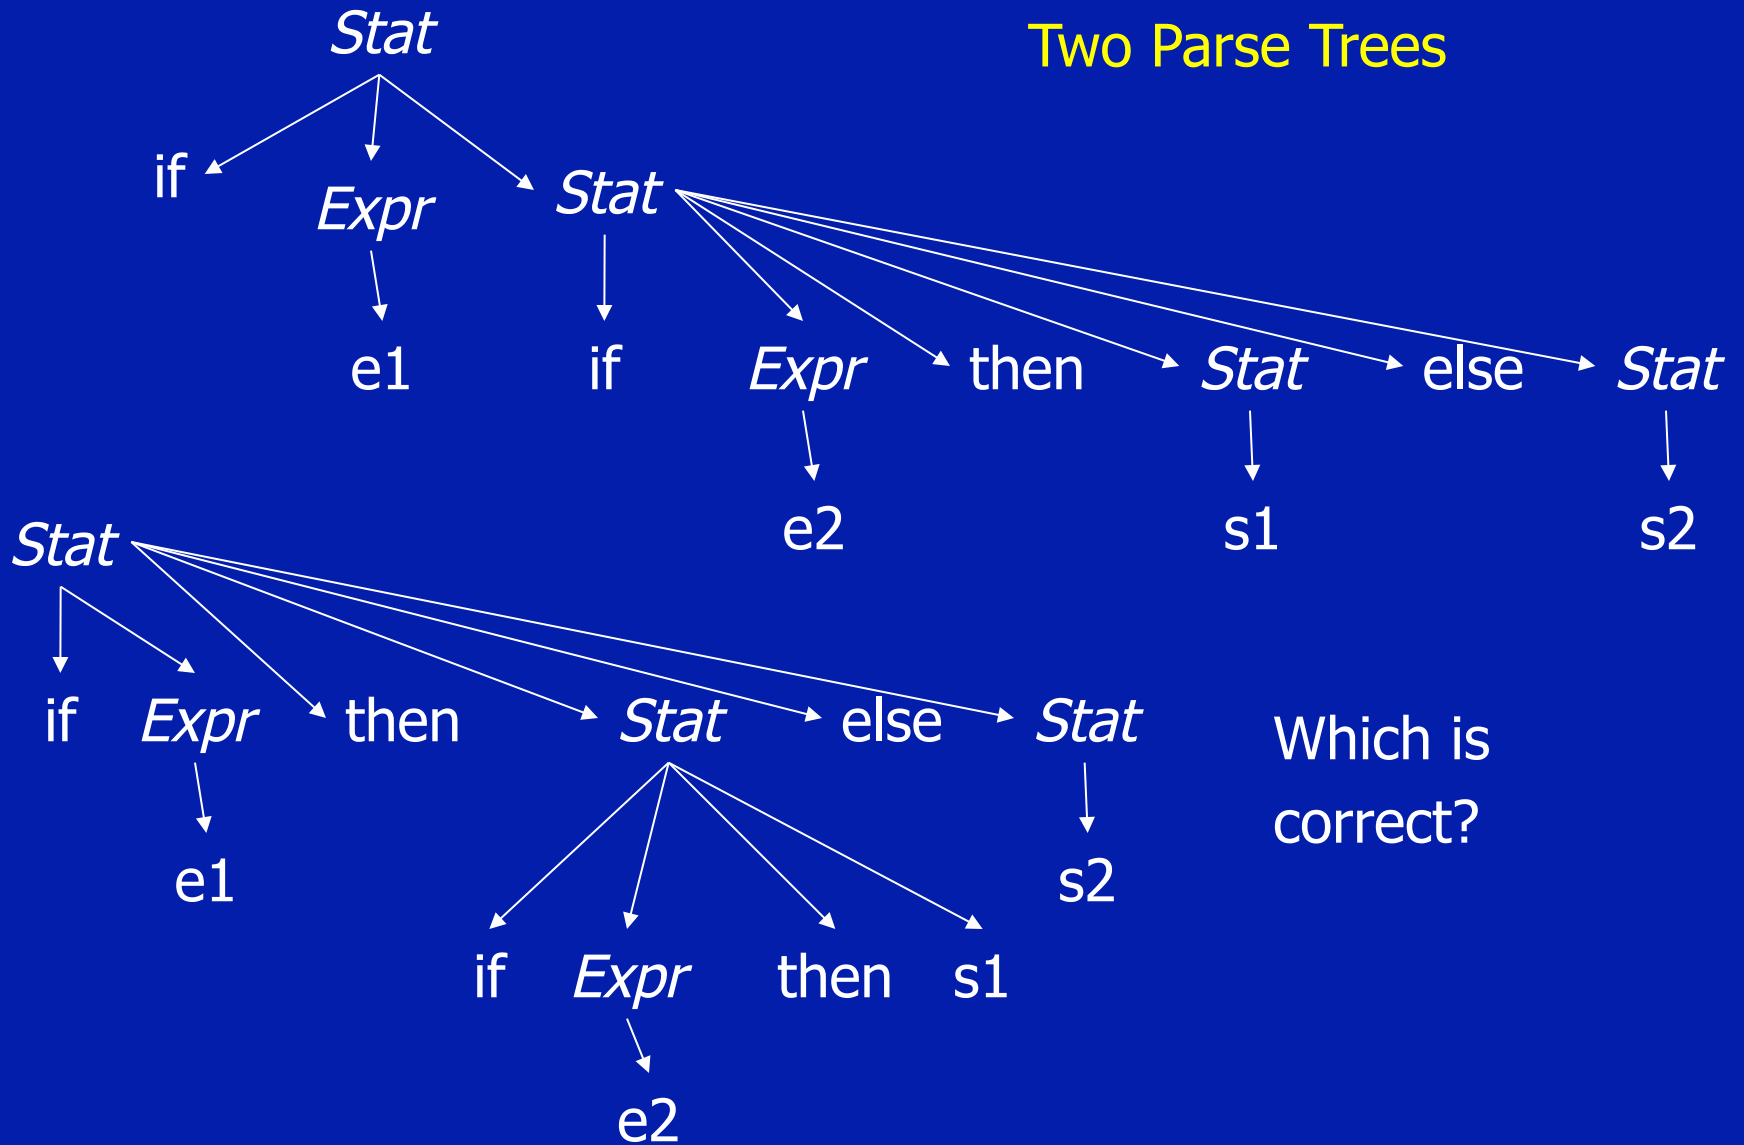 Two Parse Trees
Stat
if
Expr
Stat
e1
if
Expr
then
Stat
else
Stat
e2
s1
s2
Stat
if
Expr
then
Stat
else
Stat
Which is
correct?
e1
s2
if
Expr
then
s1
e2